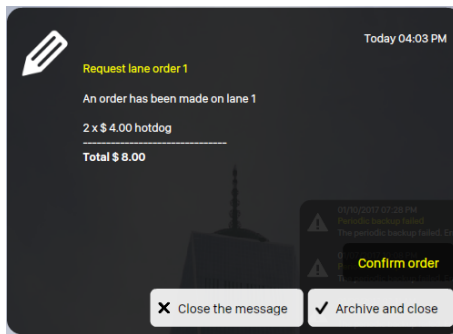 Today 04:03 PM
Request lane order 1
An order has been made on lane 1
2 x $ 4.00 hotdog
------------------------------
Total $ 8.00
01/10/2017 07:28 PM
Periodic backup failed
The periodic backup failed.
Confirm order
Close the message
Archive and close